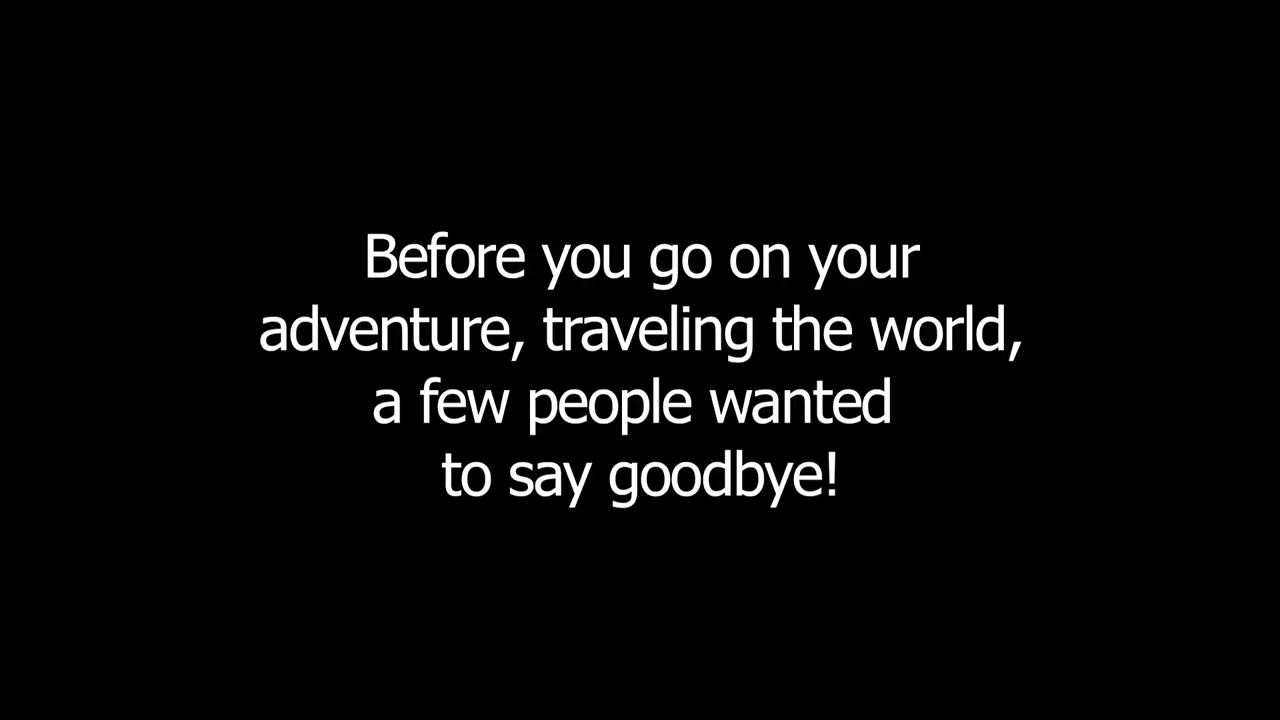 Before you go on your
adventure, traveling the world,
a few people wanted
to say goodbye!